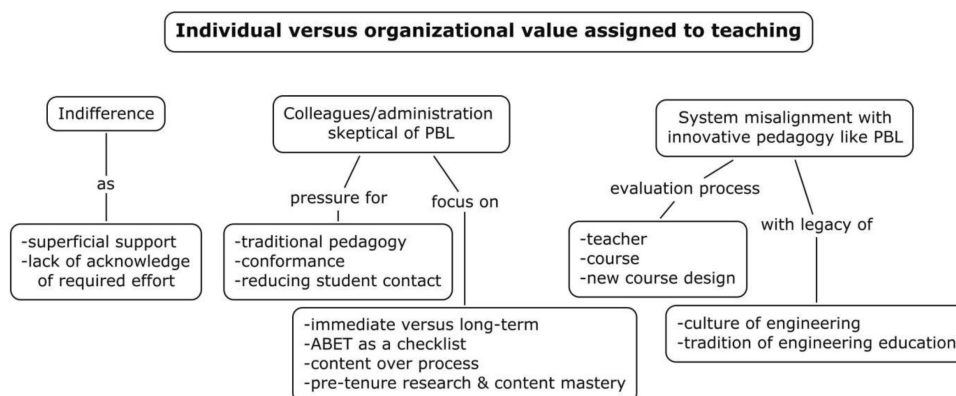 Individual versus organizational value assigned to teaching
Indifference
as
-superficial support
-lack of acknowledge
of required effort
Colleagues/administration
skeptical of PBL
pressure for
-traditional pedagogy
-conformance
-reducing student contact
focus on
-immediate versus long-term
-ABET as a checklist
-content over process
-pre-tenure research & content mastery
System misalignment with
innovative pedagogy like PBL
evaluation process
-teacher
-course
-new course design
with legacy of
-culture of engineering
-tradition of engineering education